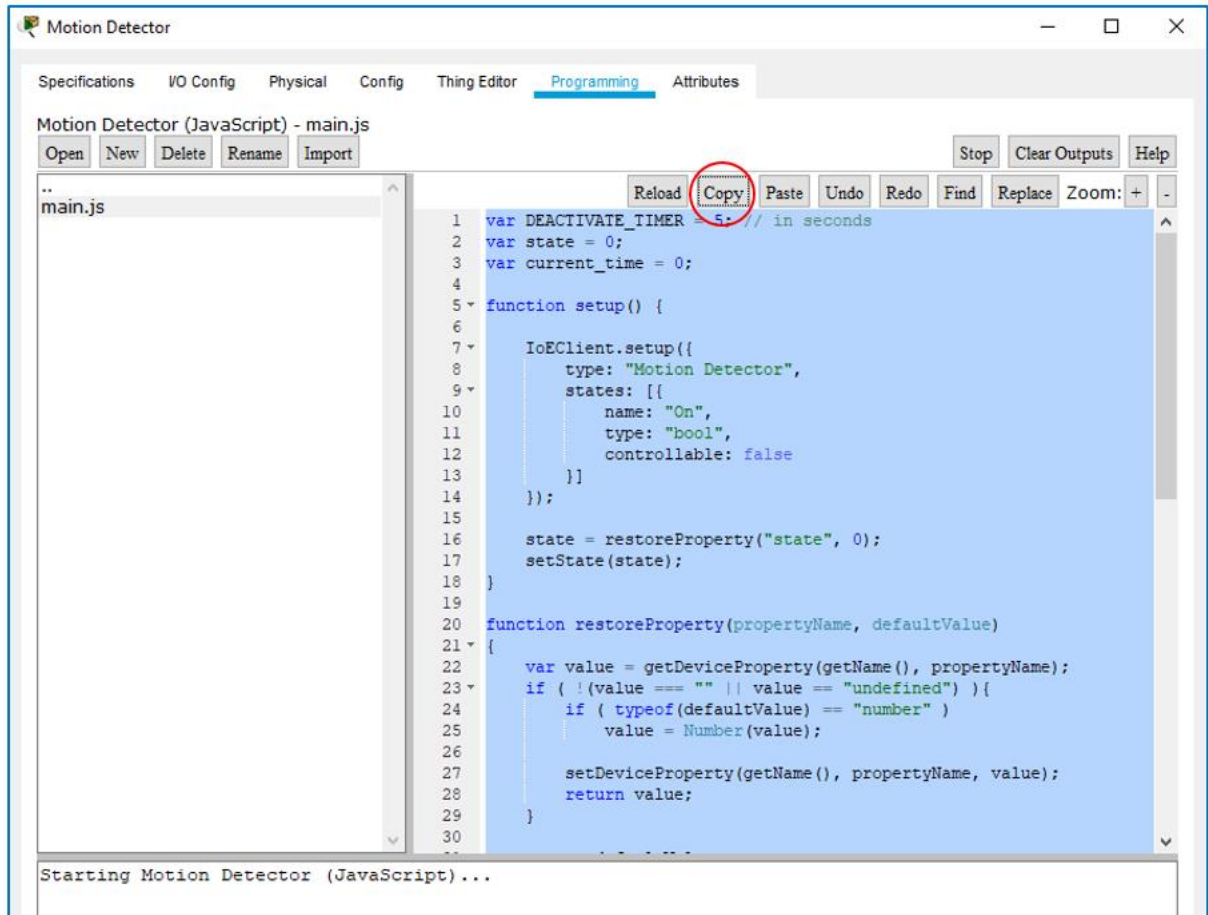 Motion Detector
Specifications I/O Config Physical Config Thing Editor Programming Attributes
Motion Detector (JavaScript) - main.js
Open New Delete Rename Import Stop Clear Outputs Help
..
main.js
Reload Copy Paste Undo Redo Find Replace Zoom: + -
1 var DEACTIVATE_TIMER = 5; // in seconds
2 var state = 0;
3 var current_time = 0;
4
5 function setup() {
6
7     IoEClient.setup({
8         type: "Motion Detector",
9         states: [{
10             name: "On",
11             type: "bool",
12             controllable: false
13         }]
14     });
15
16     state = restoreProperty("state", 0);
17     setState(state);
18 }
19
20 function restoreProperty(propertyName, defaultValue)
21 {
22     var value = getDeviceProperty(getName(), propertyName);
23     if ( !(value === "" || value == "undefined") ){
24         if ( typeof(defaultValue) == "number" )
25             value = Number(value);
26
27         setDeviceProperty(getName(), propertyName, value);
28         return value;
29     }
30
Starting Motion Detector (JavaScript)...